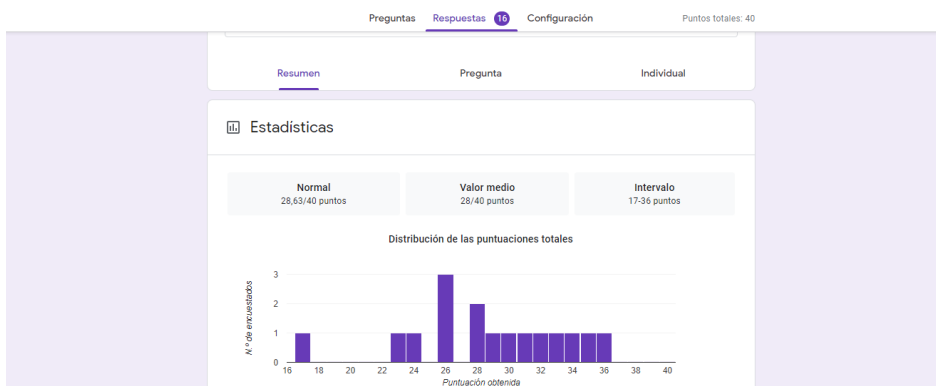 Preguntas Respuestas 16 Configuración Puntos totales: 40
Resumen Pregunta Individual
Estadísticas
Normal Valor medio Intervalo
28,63/40 puntos 28/40 puntos 17-36 puntos
Distribución de las puntuaciones totales
N.º de encuestados
3
2
1
0
16 18 20 22 24 26 28 30 32 34 36 38 40
Puntuación obtenida